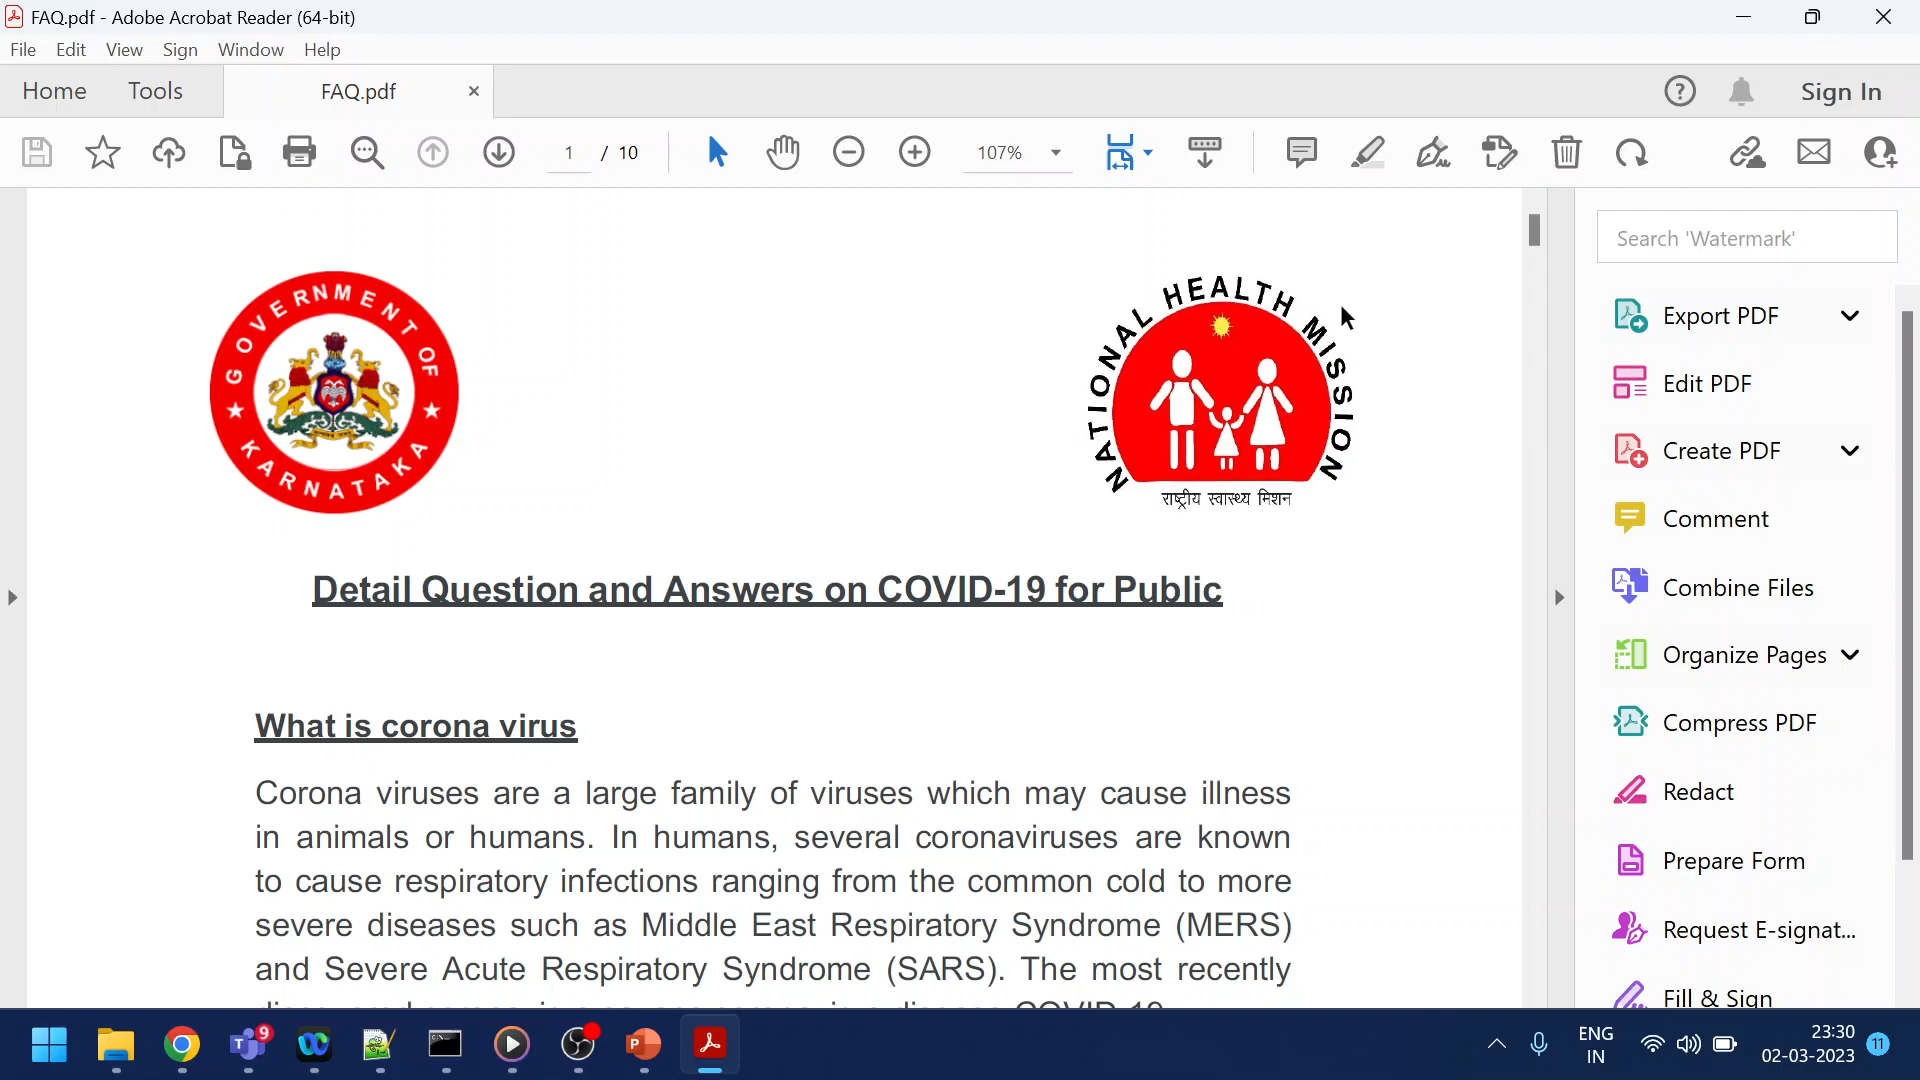 FAQ.pdf - Adobe Acrobat Reader (64-bit)
File Edit View Sign Window Help
Home Tools FAQ.pdf × ? Sign In
1 / 10 107%
Search 'Watermark'
GOVERNMENT OF KARNATAKA
NATIONAL HEALTH MISSION
राष्ट्रीय स्वास्थ्य मिशन
Detail Question and Answers on COVID-19 for Public
What is corona virus
Corona viruses are a large family of viruses which may cause illness
in animals or humans. In humans, several coronaviruses are known
to cause respiratory infections ranging from the common cold to more
severe diseases such as Middle East Respiratory Syndrome (MERS)
and Severe Acute Respiratory Syndrome (SARS). The most recently
Export PDF
Edit PDF
Create PDF
Comment
Combine Files
Organize Pages
Compress PDF
Redact
Prepare Form
Request E-signat...
Fill & Sign
9
ENG
IN
23:30
02-03-2023
11